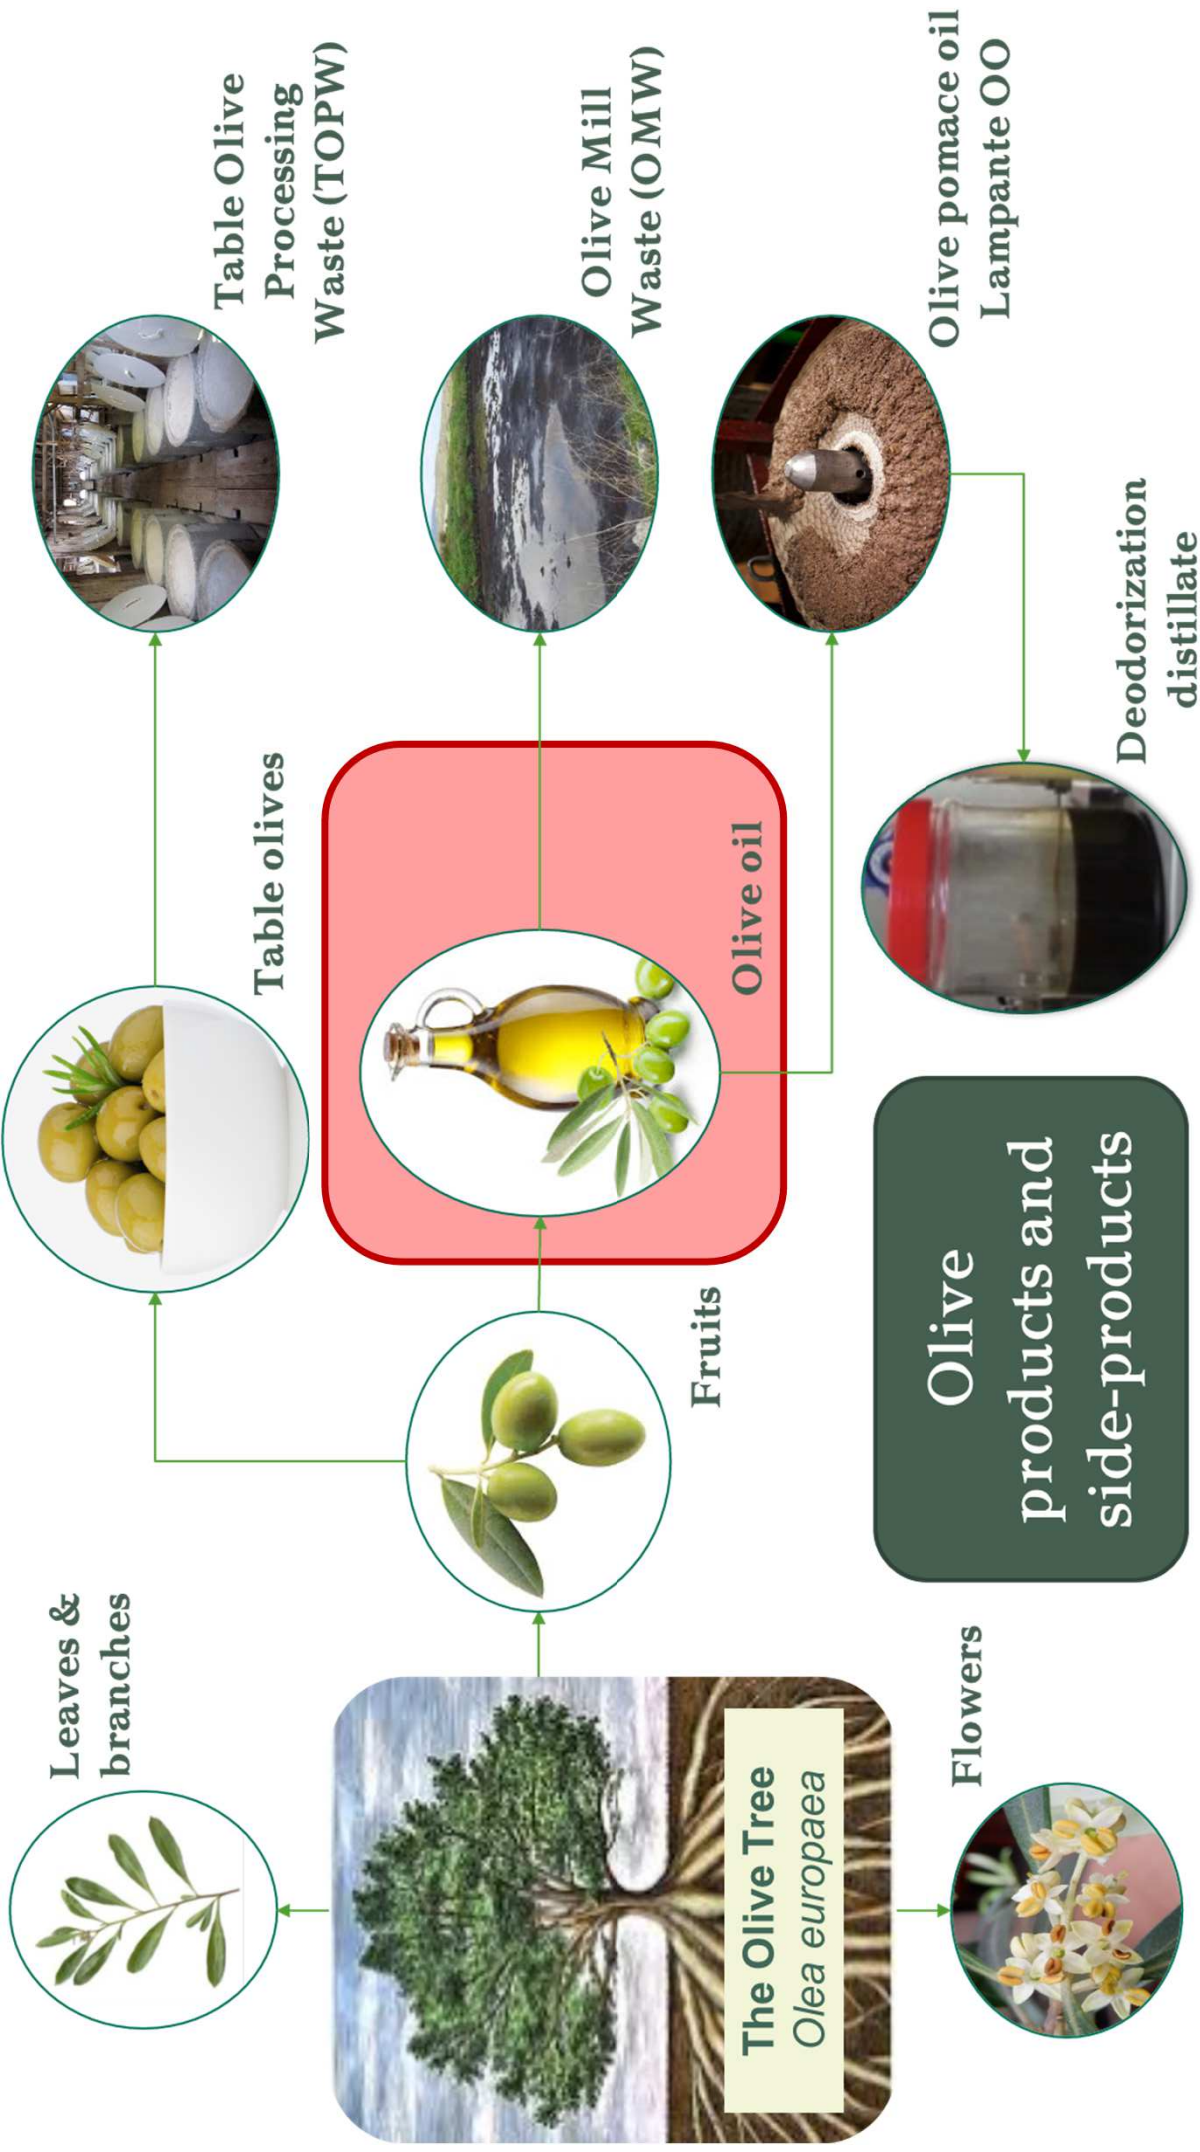 Leaves &
branches
The Olive Tree
Olea europaea
Flowers
Fruits
Table olives
Olive oil
Table Olive
Processing
Waste (TOPW)
Olive Mill
Waste (OMW)
Olive pomace oil
Lampante OO
Deodorization
distillate
Olive
products and
side-products